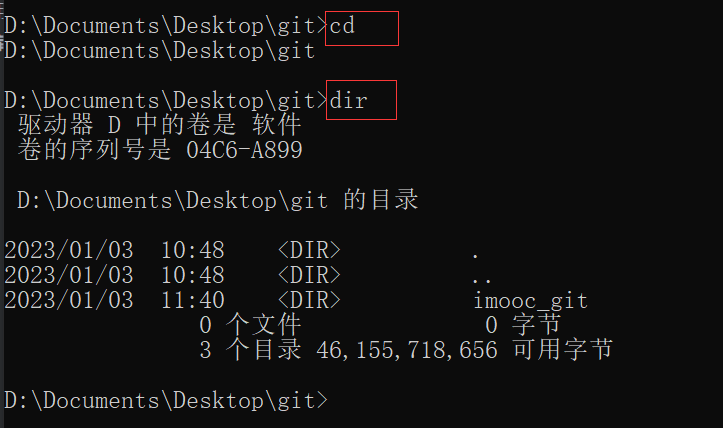 D:\Documents\Desktop\git>cd
D:\Documents\Desktop\git
D:\Documents\Desktop\git>dir
驱动器 D 中的卷是 软件
卷的序列号是 04C6-A899
D:\Documents\Desktop\git 的目录
2023/01/03  10:48    <DIR>          .
2023/01/03  10:48    <DIR>          ..
2023/01/03  11:40    <DIR>          imooc_git
0 个文件              0 字节
3 个目录 46,155,718,656 可用字节
D:\Documents\Desktop\git>